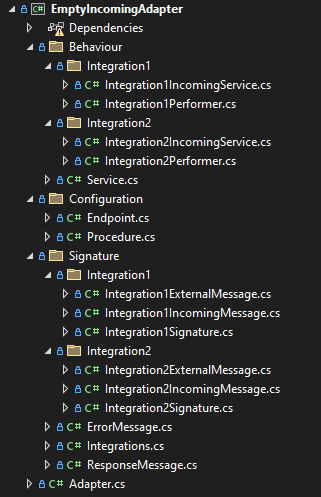 C# EmptyIncomingAdapter
Dependencies
Behaviour
Integration1
C# Integration1IncomingService.cs
C# Integration1Performer.cs
Integration2
C# Integration2IncomingService.cs
C# Integration2Performer.cs
C# Service.cs
Configuration
C# Endpoint.cs
C# Procedure.cs
Signature
Integration1
C# Integration1ExternalMessage.cs
C# Integration1IncomingMessage.cs
C# Integration1Signature.cs
Integration2
C# Integration2ExternalMessage.cs
C# Integration2IncomingMessage.cs
C# Integration2Signature.cs
C# ErrorMessage.cs
C# Integrations.cs
C# ResponseMessage.cs
C# Adapter.cs